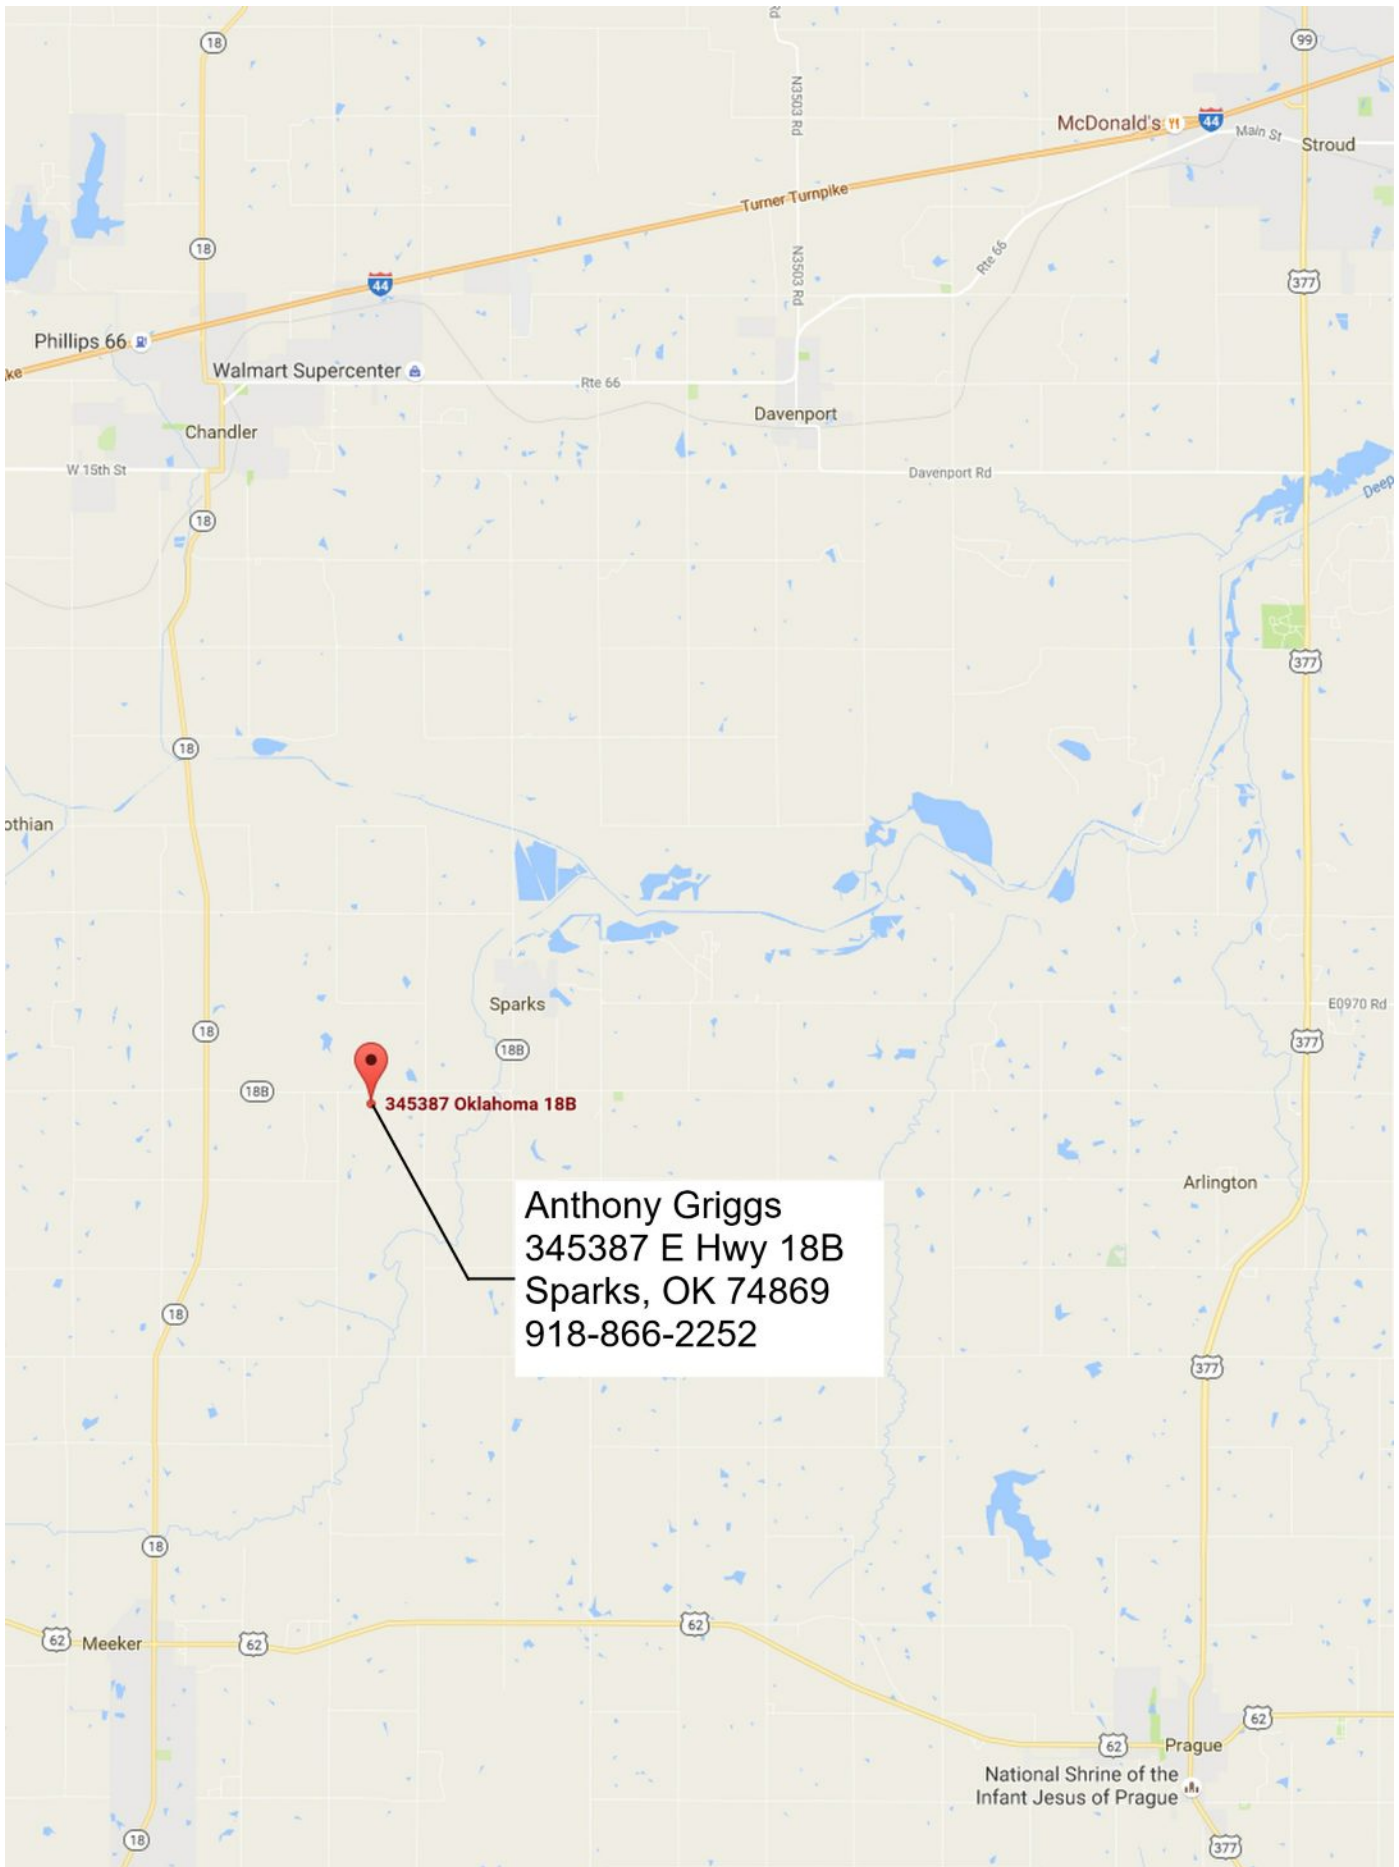 18
Rd
99
N3503 Rd
McDonald's
44
Main St
Stroud
Turner Turnpike
18
N3503 Rd
Rte 66
44
377
Phillips 66
ke
Walmart Supercenter
Rte 66
Davenport
Chandler
W 15th St
Davenport Rd
Deep
18
377
18
othian
Sparks
E0970 Rd
18
18B
377
18B
345387 Oklahoma 18B
Arlington
Anthony Griggs
345387 E Hwy 18B
Sparks, OK 74869
918-866-2252
18
377
18
62
62
Meeker
62
62
62
Prague
National Shrine of the
Infant Jesus of Prague
18
377